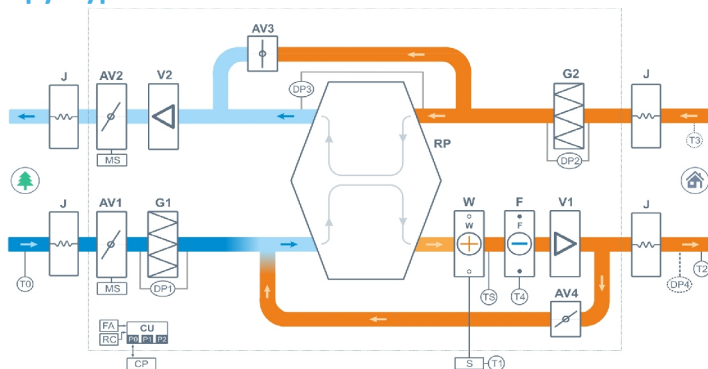 AV3
J
AV2
V2
G2
J
DP3
RP
MS
DP2
T3
J
AV1
G1
W
F
V1
J
W
F
MS
DP1
T0
TS
T4
DP4
T2
AV4
FA
RC
CU
P0 P1 P2
CP
S
T1